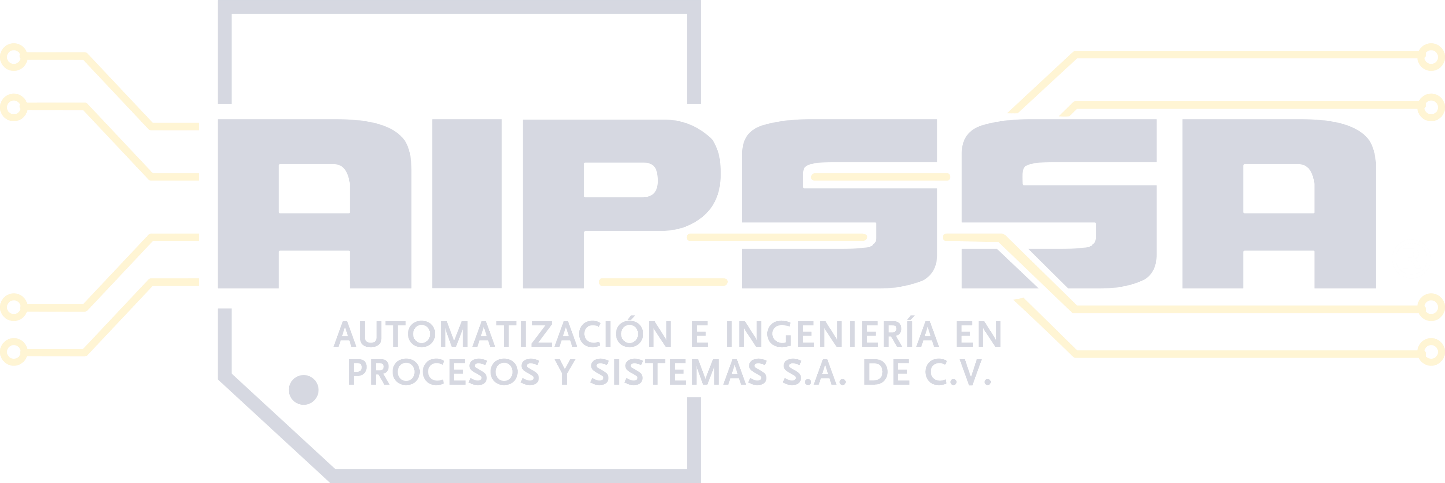 AIPSSA
AUTOMATIZACIÓN E INGENIERÍA EN
PROCESOS Y SISTEMAS S.A. DE C.V.